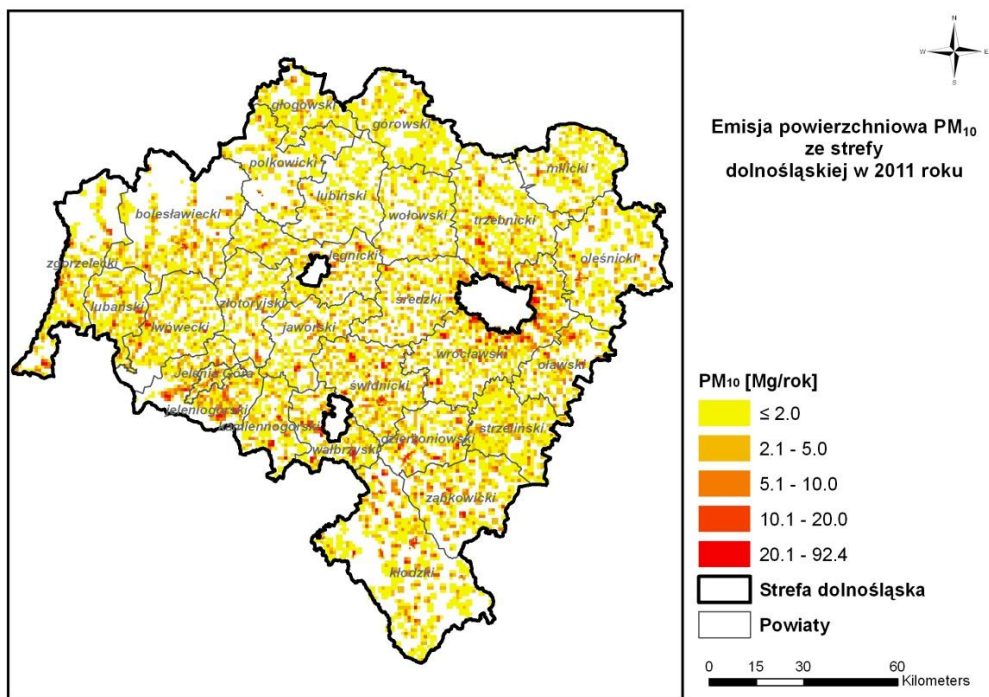 N
W E
S
Emisja powierzchniowa PM₁₀
ze strefy
dolnośląskiej w 2011 roku
głogowski
górowski
polkowicki
milicki
lubiński
bolesławiecki
wołowski
trzebnicki
legnicki
oleśnicki
zgorzelecki
lubański
złotoryjski
średzki
lwówecki
jaworski
wrocławski
oławski
Jelenia Góra
świdnicki
jeleniogórski
kamiennogórski
strzeliński
dzierżoniowski
wałbrzyski
ząbkowicki
kłodzki
PM₁₀ [Mg/rok]
≤ 2.0
2.1 - 5.0
5.1 - 10.0
10.1 - 20.0
20.1 - 92.4
Strefa dolnośląska
Powiaty
0 15 30 60
Kilometers